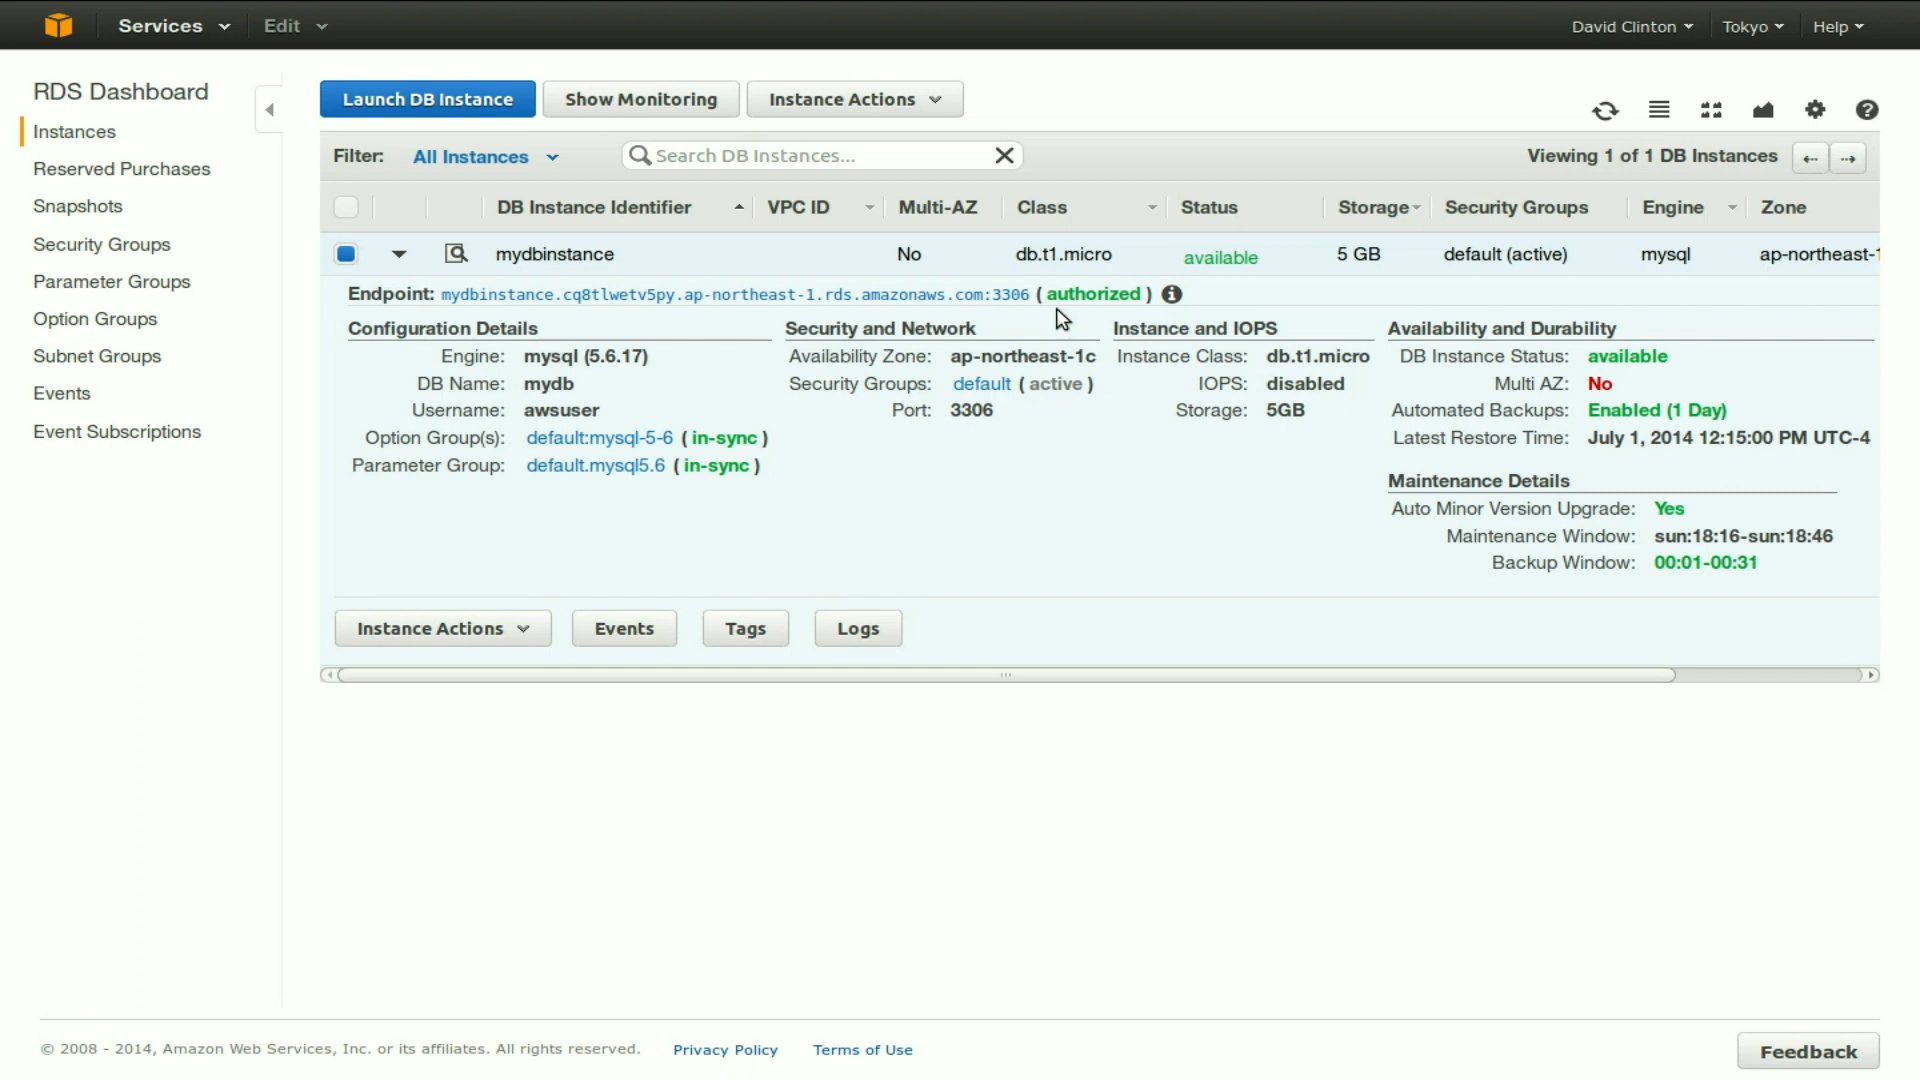 Services Edit David Clinton Tokyo Help
RDS Dashboard
Instances
Reserved Purchases
Snapshots
Security Groups
Parameter Groups
Option Groups
Subnet Groups
Events
Event Subscriptions
Launch DB Instance Show Monitoring Instance Actions
Filter: All Instances Search DB Instances... Viewing 1 of 1 DB Instances
DB Instance Identifier VPC ID Multi-AZ Class Status Storage Security Groups Engine Zone
mydbinstance No db.t1.micro available 5 GB default (active) mysql ap-northeast-1
Endpoint: mydbinstance.cq8tlwetv5py.ap-northeast-1.rds.amazonaws.com:3306 ( authorized )
Configuration Details
Engine: mysql (5.6.17)
DB Name: mydb
Username: awsuser
Option Group(s): default:mysql-5-6 ( in-sync )
Parameter Group: default.mysql5.6 ( in-sync )
Security and Network
Availability Zone: ap-northeast-1c
Security Groups: default ( active )
Port: 3306
Instance and IOPS
Instance Class: db.t1.micro
IOPS: disabled
Storage: 5GB
Availability and Durability
DB Instance Status: available
Multi AZ: No
Automated Backups: Enabled (1 Day)
Latest Restore Time: July 1, 2014 12:15:00 PM UTC-4
Maintenance Details
Auto Minor Version Upgrade: Yes
Maintenance Window: sun:18:16-sun:18:46
Backup Window: 00:01-00:31
Instance Actions Events Tags Logs
© 2008 - 2014, Amazon Web Services, Inc. or its affiliates. All rights reserved. Privacy Policy Terms of Use Feedback